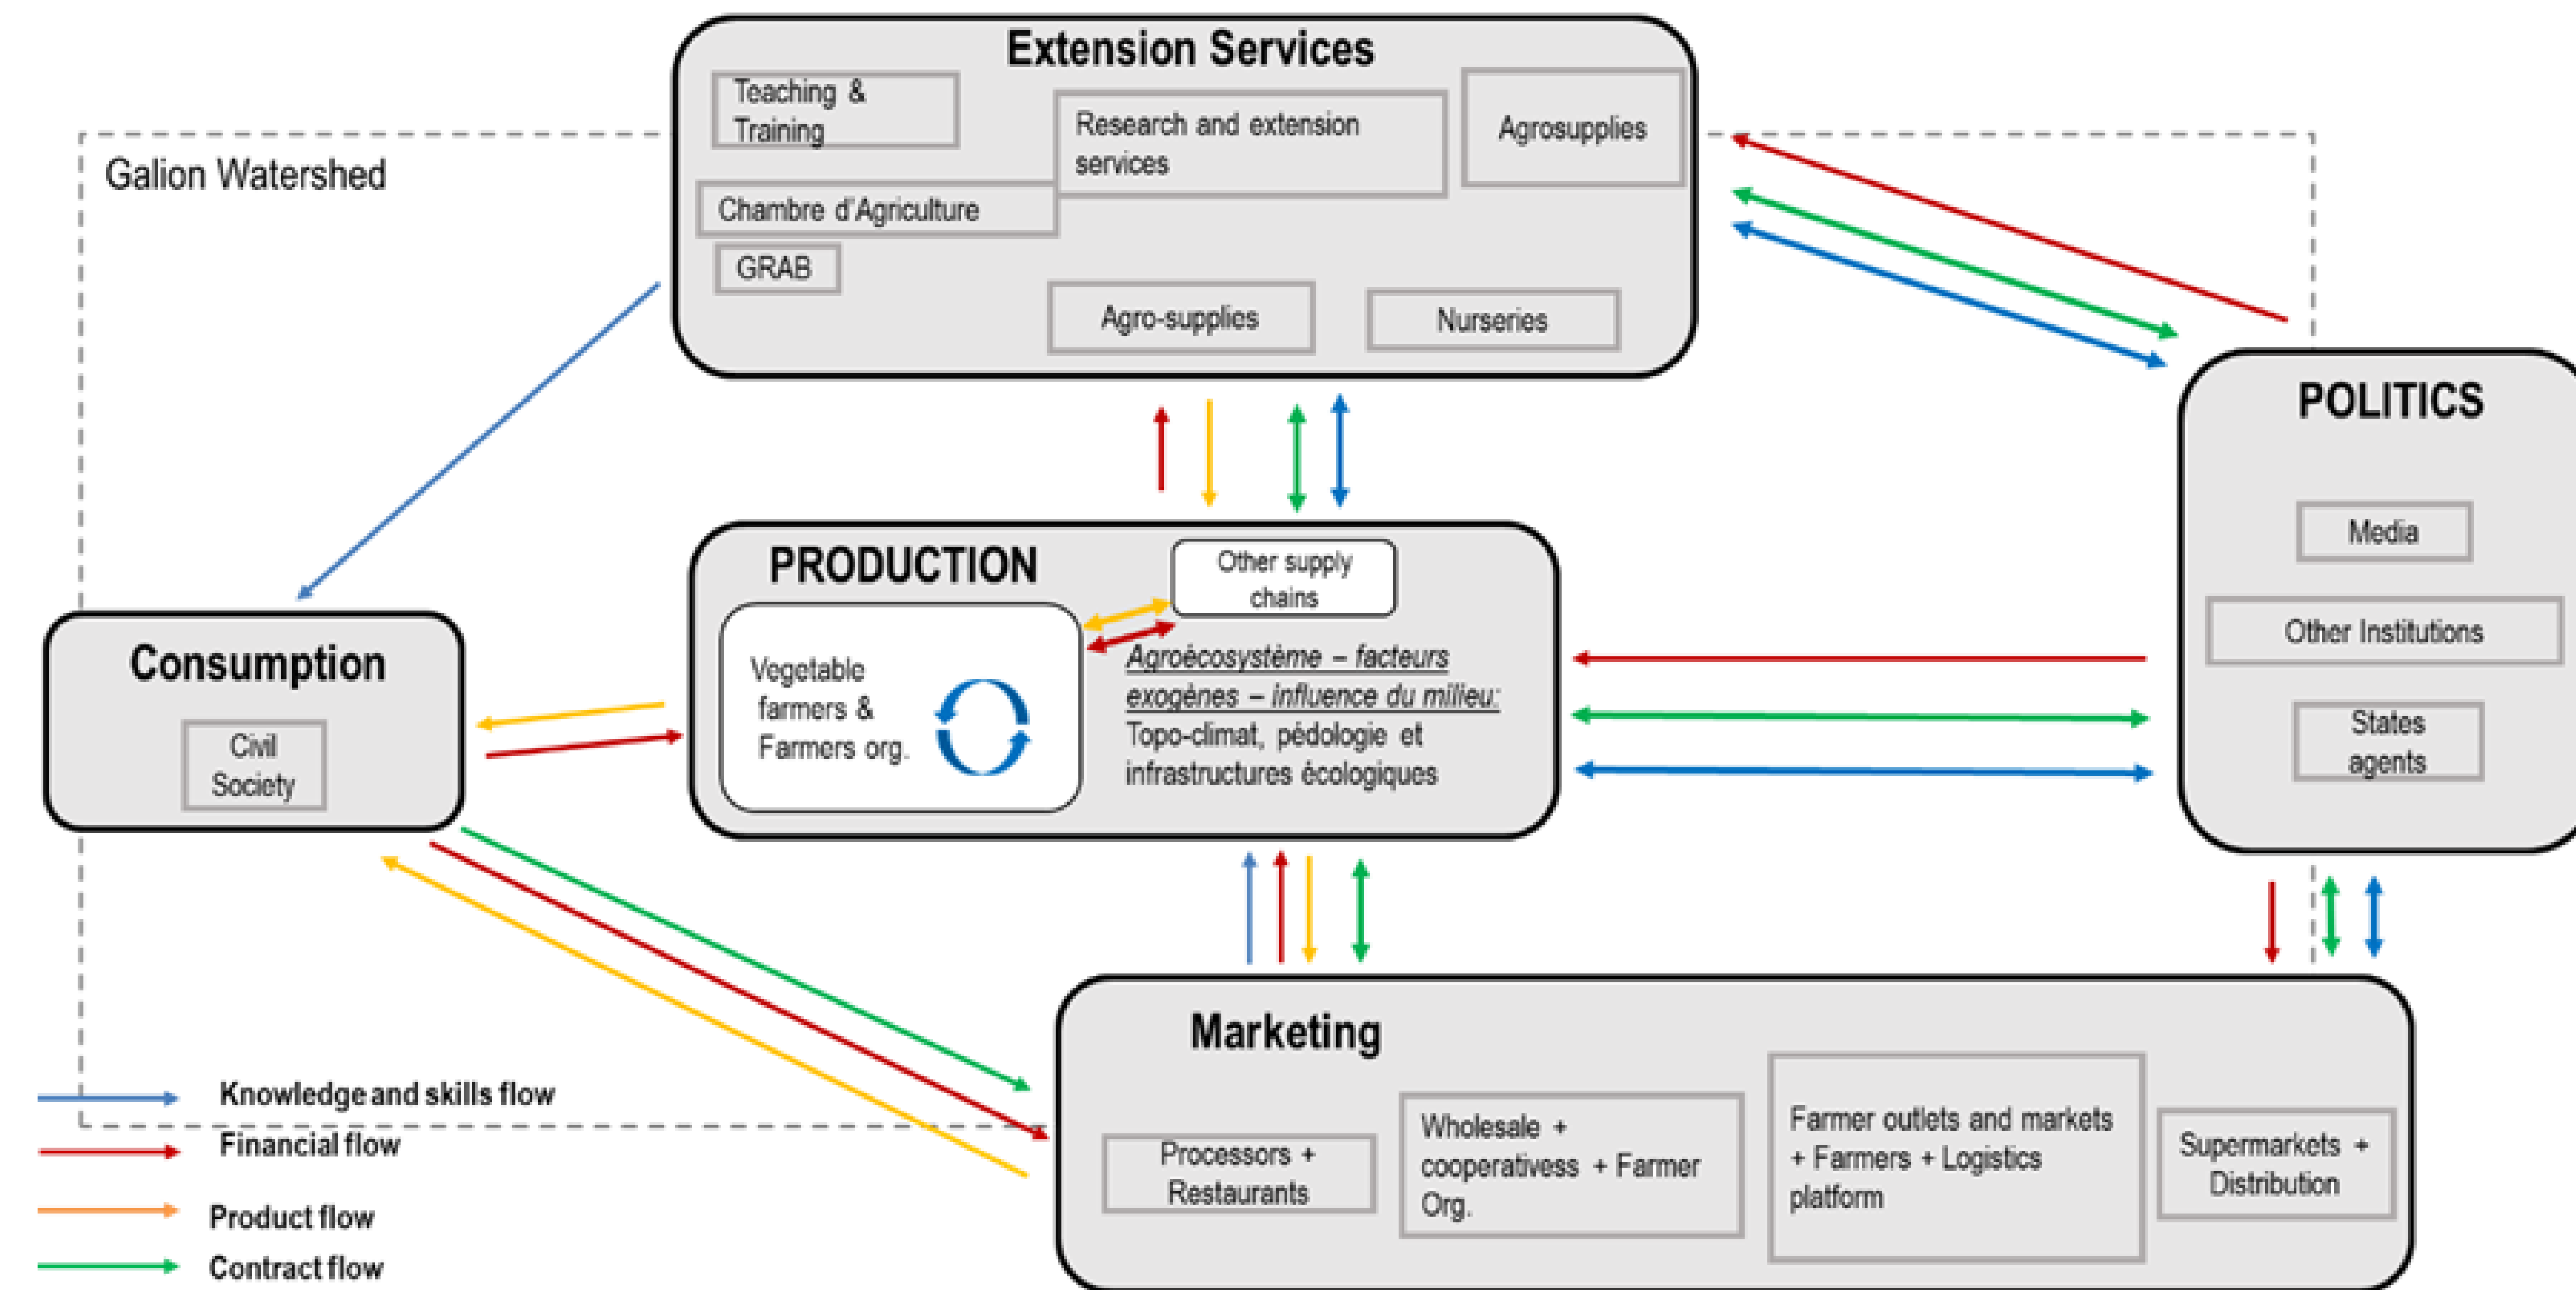 Extension Services
Teaching &
Training
Research and extension
services
Agrosupplies
Chambre d'Agriculture
GRAB
Agro-supplies
Nurseries
Galion Watershed
POLITICS
Media
Other Institutions
States
agents
PRODUCTION
Other supply
chains
Vegetable
farmers &
Farmers org.
Agroécosystème – facteurs
exogènes – influence du milieu:
Topo-climat, pédologie et
infrastructures écologiques
Consumption
Civil
Society
Marketing
Processors +
Restaurants
Wholesale +
cooperativess + Farmer
Org.
Farmer outlets and markets
+ Farmers + Logistics
platform
Supermarkets +
Distribution
Knowledge and skills flow
Financial flow
Product flow
Contract flow